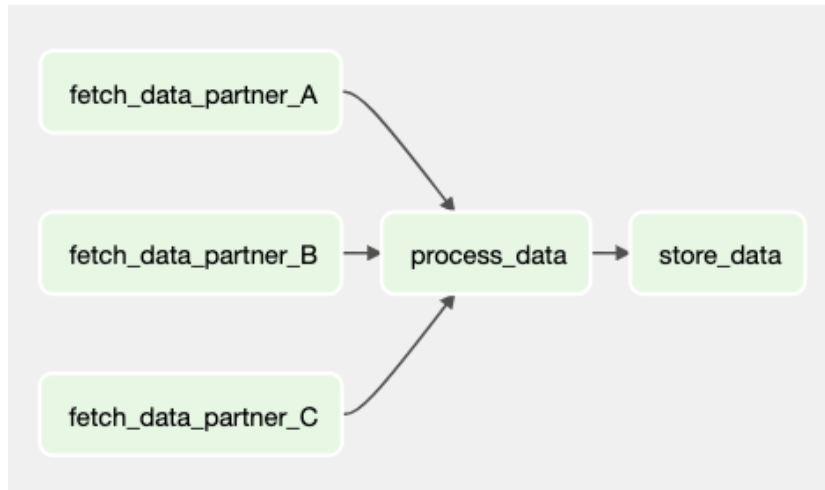 fetch_data_partner_A
fetch_data_partner_B
process_data
store_data
fetch_data_partner_C